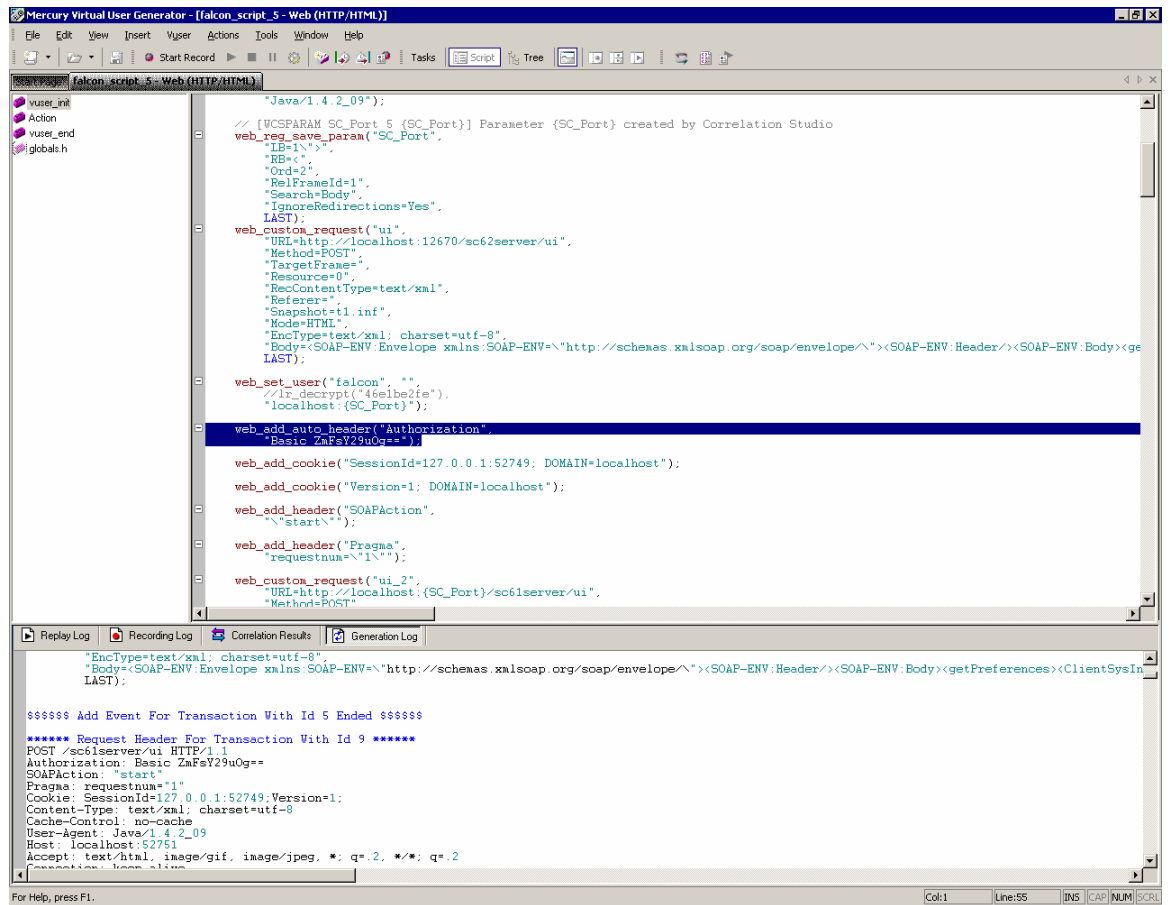 Mercury Virtual User Generator - [falcon_script_5 - Web (HTTP/HTML)]
File Edit View Insert Vuser Actions Tools Window Help
Start Record Tasks Script Tree
Start Page falcon_script_5 - Web (HTTP/HTML)
vuser_init
Action
vuser_end
globals.h
"Java/1.4.2_09");
// [WCSPARAM SC_Port 5 {SC_Port}] Parameter {SC_Port} created by Correlation Studio
web_reg_save_param("SC_Port",
"LB=1\">",
"RB=<",
"Ord=2",
"RelFrameId=1",
"Search=Body",
"IgnoreRedirections=Yes",
LAST);
web_custom_request("ui",
"URL=http://localhost:12670/sc62server/ui",
"Method=POST",
"TargetFrame=",
"Resource=0",
"RecContentType=text/xml",
"Referer=",
"Snapshot=t1.inf",
"Mode=HTML",
"EncType=text/xml; charset=utf-8",
"Body=<SOAP-ENV:Envelope xmlns:SOAP-ENV=\"http://schemas.xmlsoap.org/soap/envelope/\"><SOAP-ENV:Header/><SOAP-ENV:Body><ge
LAST);
web_set_user("falcon", "",
//lr_decrypt("46e1be2fe"),
"localhost:{SC_Port}");
web_add_auto_header("Authorization",
"Basic ZmFsY29uOg==");
web_add_cookie("SessionId=127.0.0.1:52749; DOMAIN=localhost");
web_add_cookie("Version=1; DOMAIN=localhost");
web_add_header("SOAPAction",
"\"start\"");
web_add_header("Pragma",
"requestnum=\"1\"");
web_custom_request("ui_2",
"URL=http://localhost:{SC_Port}/sc61server/ui",
"Method=POST"
Replay Log Recording Log Correlation Results Generation Log
"EncType=text/xml; charset=utf-8",
"Body=<SOAP-ENV:Envelope xmlns:SOAP-ENV=\"http://schemas.xmlsoap.org/soap/envelope/\"><SOAP-ENV:Header/><SOAP-ENV:Body><getPreferences><ClientSysIn
LAST);
$$$$$$ Add Event For Transaction With Id 5 Ended $$$$$$
****** Request Header For Transaction With Id 9 ******
POST /sc61server/ui HTTP/1.1
Authorization: Basic ZmFsY29uOg==
SOAPAction: "start"
Pragma: requestnum="1"
Cookie: SessionId=127.0.0.1:52749;Version=1;
Content-Type: text/xml; charset=utf-8
Cache-Control: no-cache
User-Agent: Java/1.4.2_09
Host: localhost:52751
Accept: text/html, image/gif, image/jpeg, *; q=.2, */*; q=.2
Connection: keep-alive
For Help, press F1. Col:1 Line:55 INS CAP NUM SCRL